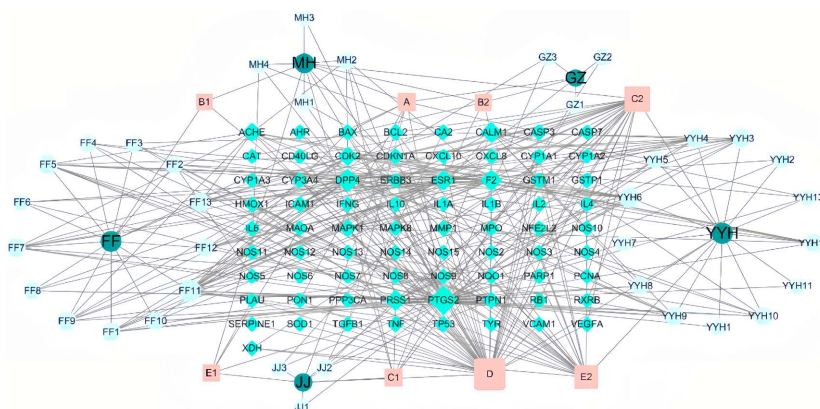 MH3
MH4 MH MH2
GZ3 GZ GZ2
B1 MH1 A B2 GZ1 C2
FF4 FF3 ACHE AHR BAX BCL2 CA2 CALM1 CASP3 CASP7 YYH4 YYH3
FF5 FF2 CAT CD40LG CDK2 CDKN1A CXCL10 CXCL8 CYP1A1 CYP1A2 YYH5 YYH2
FF6 FF13 CYP1A3 CYP3A4 DPP4 ERBB3 ESR1 F2 GSTM1 GSTP1 YYH6 YYH13
HMOX1 ICAM1 IFNG IL10 IL1A IL1B IL2 IL4
FF7 FF FF12 IL6 MAOA MAPK1 MAPK8 MMP1 MPO NFE2L2 NOS10 YYH7 YYH
NOS11 NOS12 NOS13 NOS14 NOS15 NOS2 NOS3 NOS4
FF8 FF11 NOS5 NOS6 NOS7 NOS8 NOS9 NQO1 PARP1 PCNA YYH8 YYH11
PLAU PON1 PPP3CA PRSS1 PTGS2 PTPN1 RB1 RXRB
FF9 FF1 FF10 SERPINE1 SOD1 TGFB1 TNF TP53 TYR VCAM1 VEGFA YYH9 YYH1 YYH10
XDH
E1 JJ3 JJ JJ2 C1 D E2
JJ1